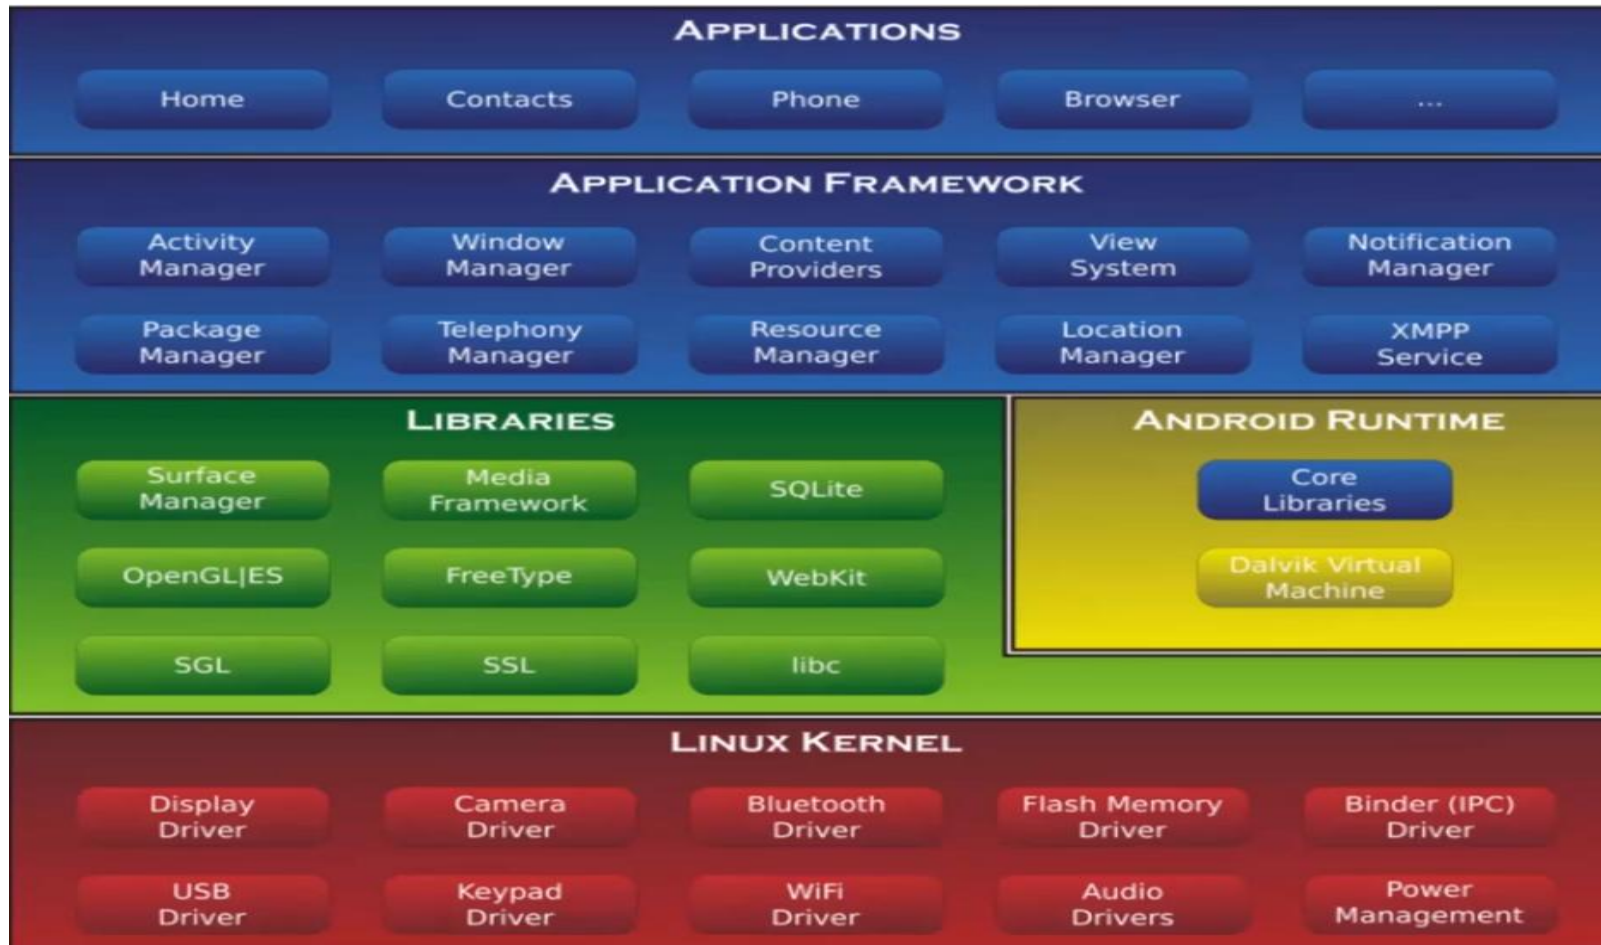 APPLICATIONS
Home
Contacts
Phone
Browser
...
APPLICATION FRAMEWORK
Activity
Manager
Window
Manager
Content
Providers
View
System
Notification
Manager
Package
Manager
Telephony
Manager
Resource
Manager
Location
Manager
XMPP
Service
LIBRARIES
Surface
Manager
Media
Framework
SQLite
OpenGL|ES
FreeType
WebKit
SGL
SSL
libc
ANDROID RUNTIME
Core
Libraries
Dalvik Virtual
Machine
LINUX KERNEL
Display
Driver
Camera
Driver
Bluetooth
Driver
Flash Memory
Driver
Binder (IPC)
Driver
USB
Driver
Keypad
Driver
WiFi
Driver
Audio
Drivers
Power
Management